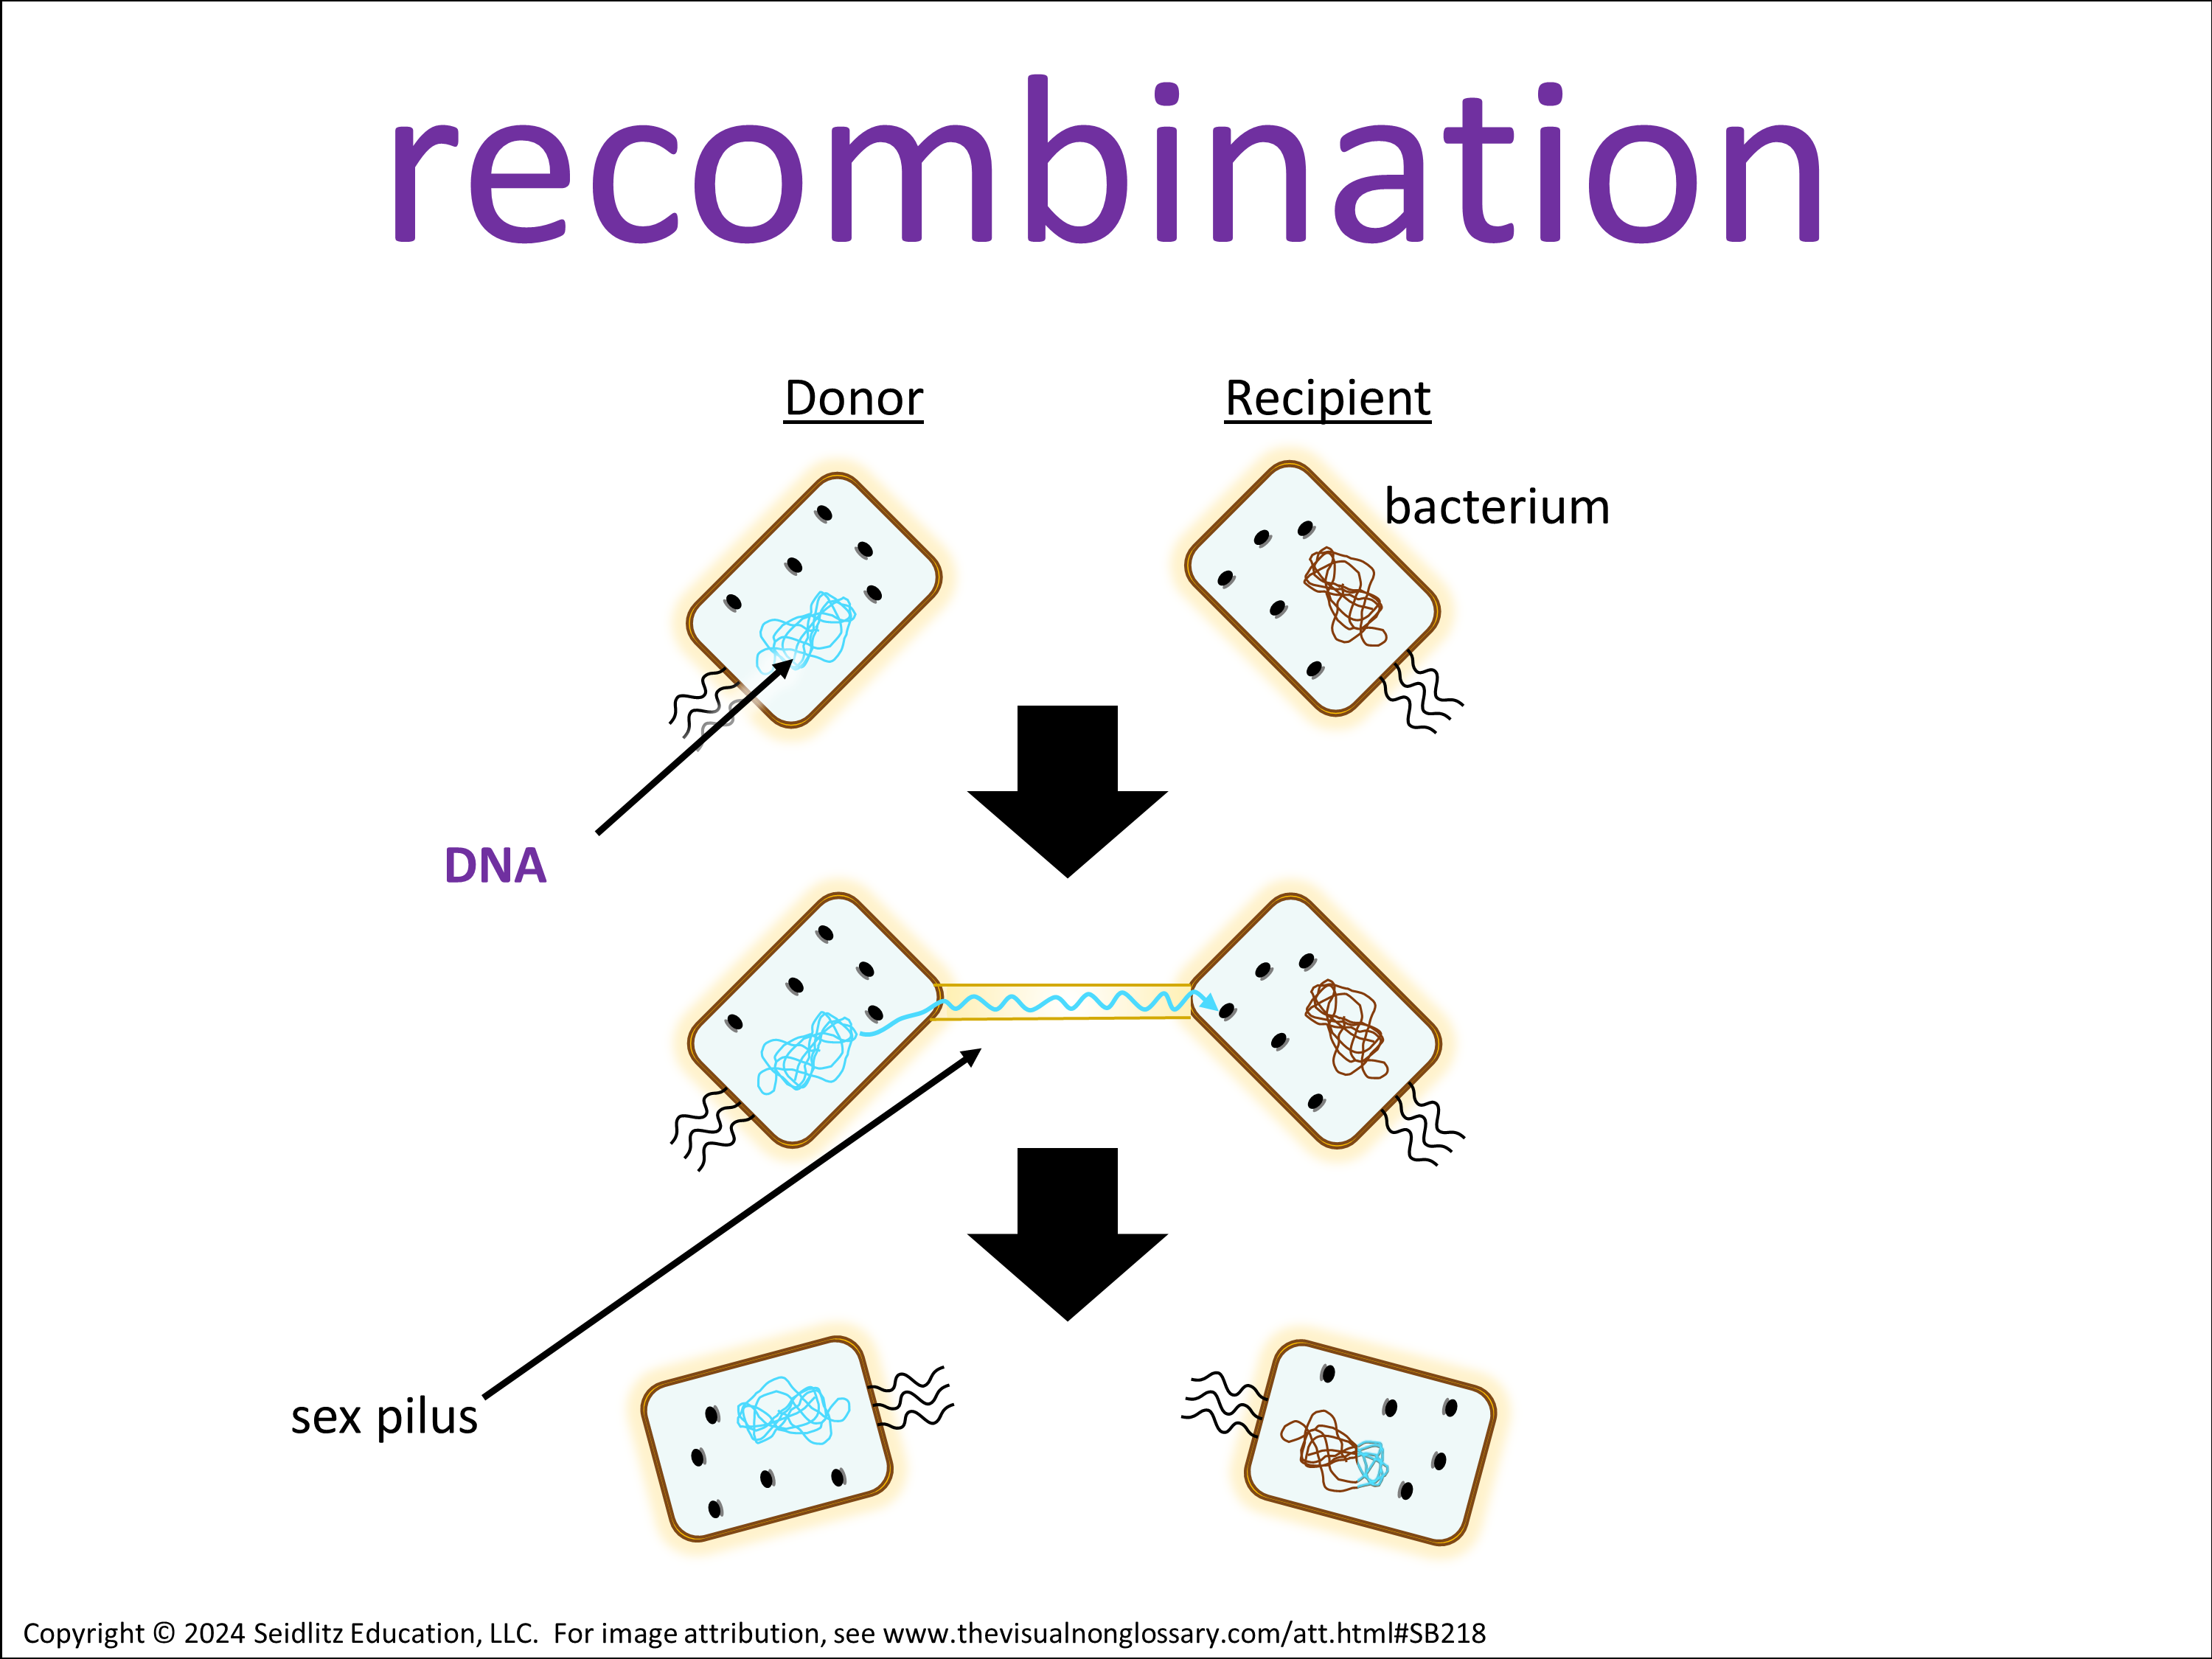 recombination
Donor
Recipient
bacterium
DNA
sex pilus
Copyright © 2024 Seidlitz Education, LLC.  For image attribution, see www.thevisualnonglossary.com/att.html#SB218